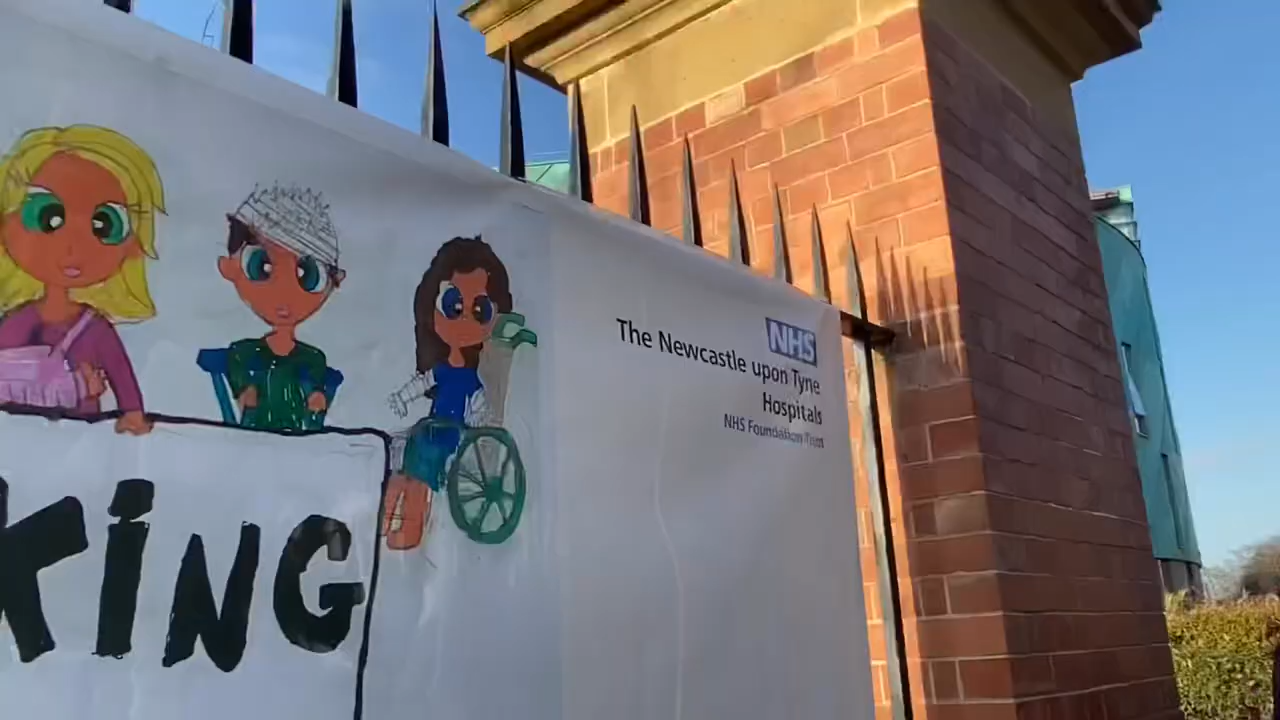 NHS
The Newcastle upon Tyne
Hospitals
NHS Foundation Trust
KING